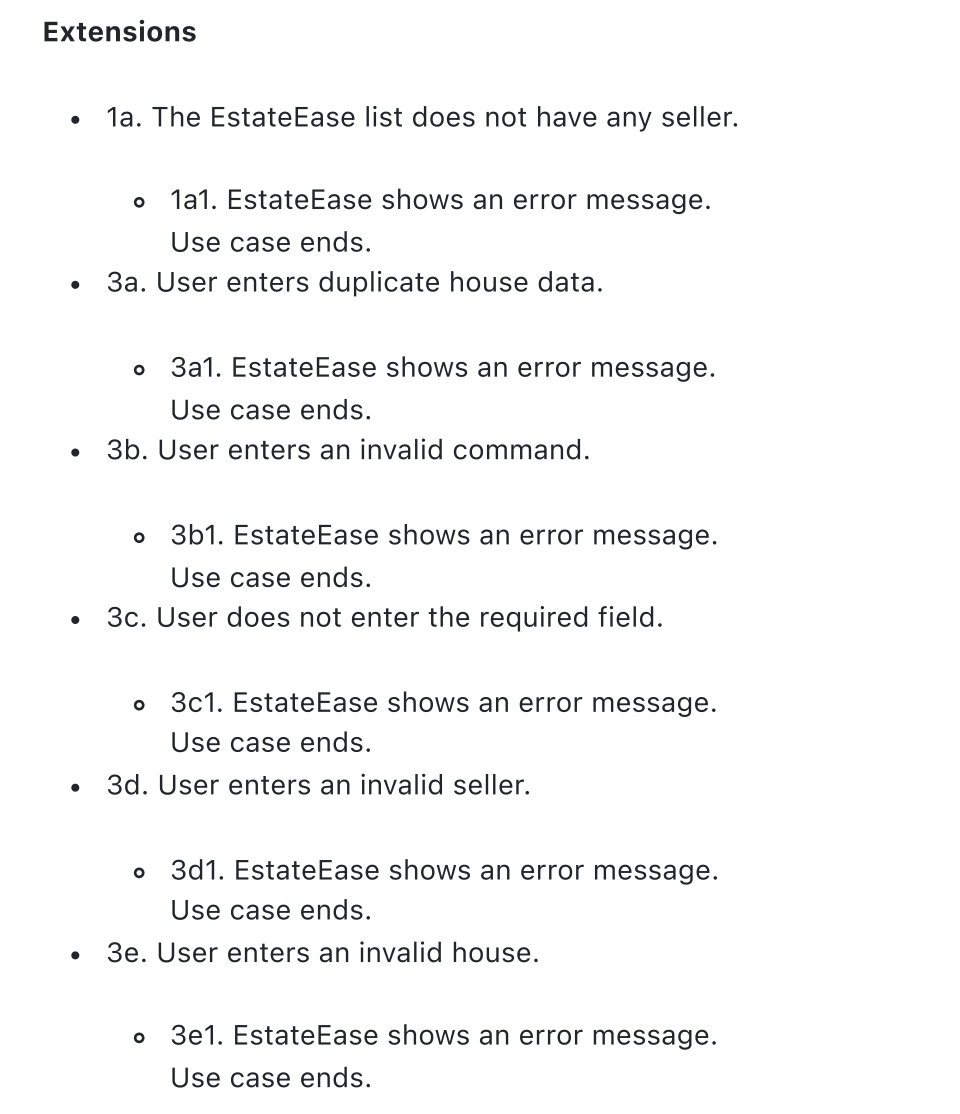 Extensions
• 1a. The EstateEase list does not have any seller.
◦ 1a1. EstateEase shows an error message.
Use case ends.
• 3a. User enters duplicate house data.
◦ 3a1. EstateEase shows an error message.
Use case ends.
• 3b. User enters an invalid command.
◦ 3b1. EstateEase shows an error message.
Use case ends.
• 3c. User does not enter the required field.
◦ 3c1. EstateEase shows an error message.
Use case ends.
• 3d. User enters an invalid seller.
◦ 3d1. EstateEase shows an error message.
Use case ends.
• 3e. User enters an invalid house.
◦ 3e1. EstateEase shows an error message.
Use case ends.